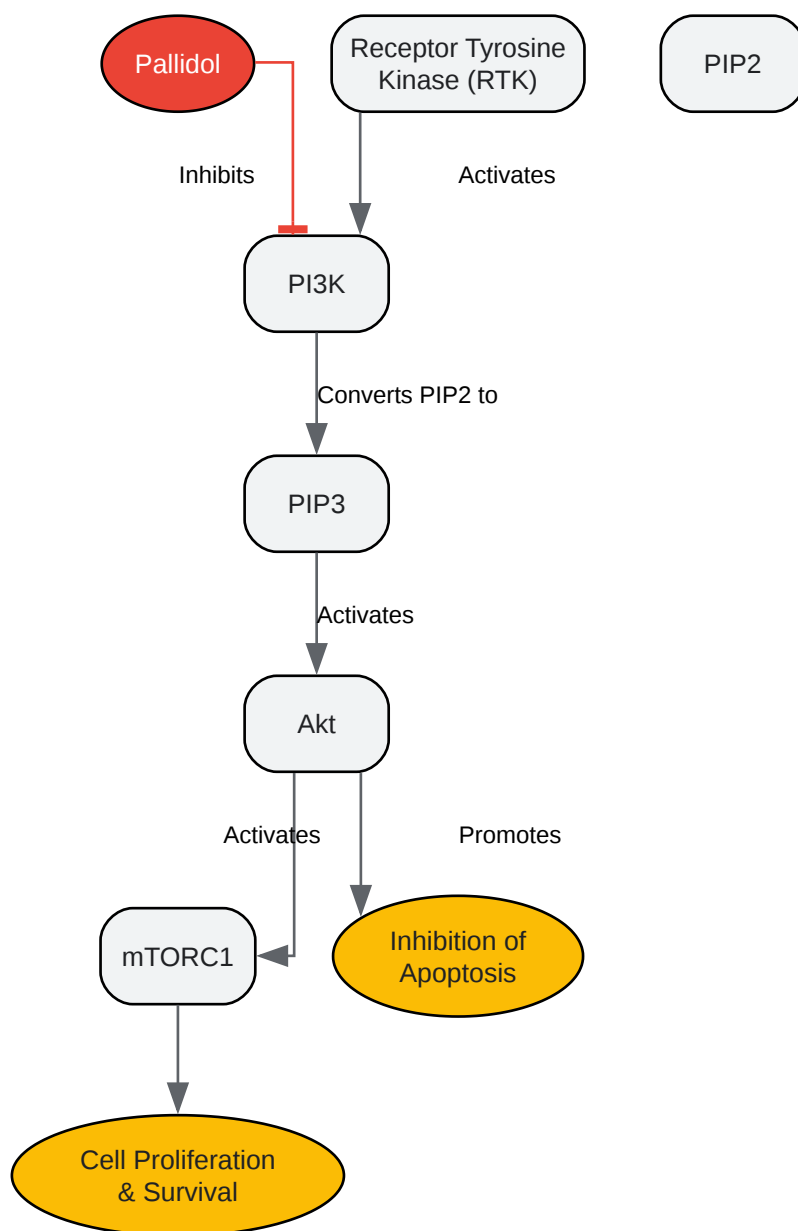 Pallidol
Receptor Tyrosine
Kinase (RTK)
PIP2
Inhibits
Activates
PI3K
Converts PIP2 to
PIP3
Activates
Akt
Activates
Promotes
mTORC1
Inhibition of
Apoptosis
Cell Proliferation
& Survival